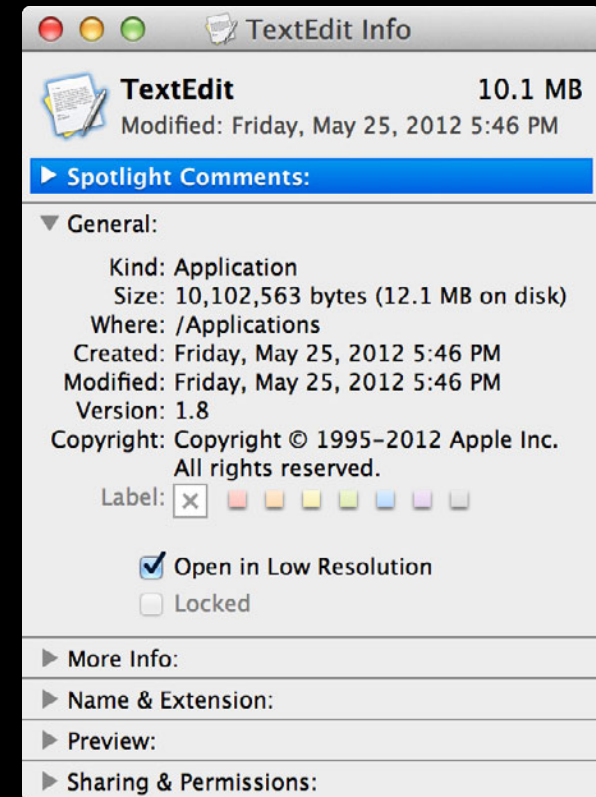 TextEdit Info
TextEdit 10.1 MB
Modified: Friday, May 25, 2012 5:46 PM
Spotlight Comments:
General:
Kind: Application
Size: 10,102,563 bytes (12.1 MB on disk)
Where: /Applications
Created: Friday, May 25, 2012 5:46 PM
Modified: Friday, May 25, 2012 5:46 PM
Version: 1.8
Copyright: Copyright © 1995–2012 Apple Inc.
All rights reserved.
Label:
Open in Low Resolution
Locked
More Info:
Name & Extension:
Preview:
Sharing & Permissions: